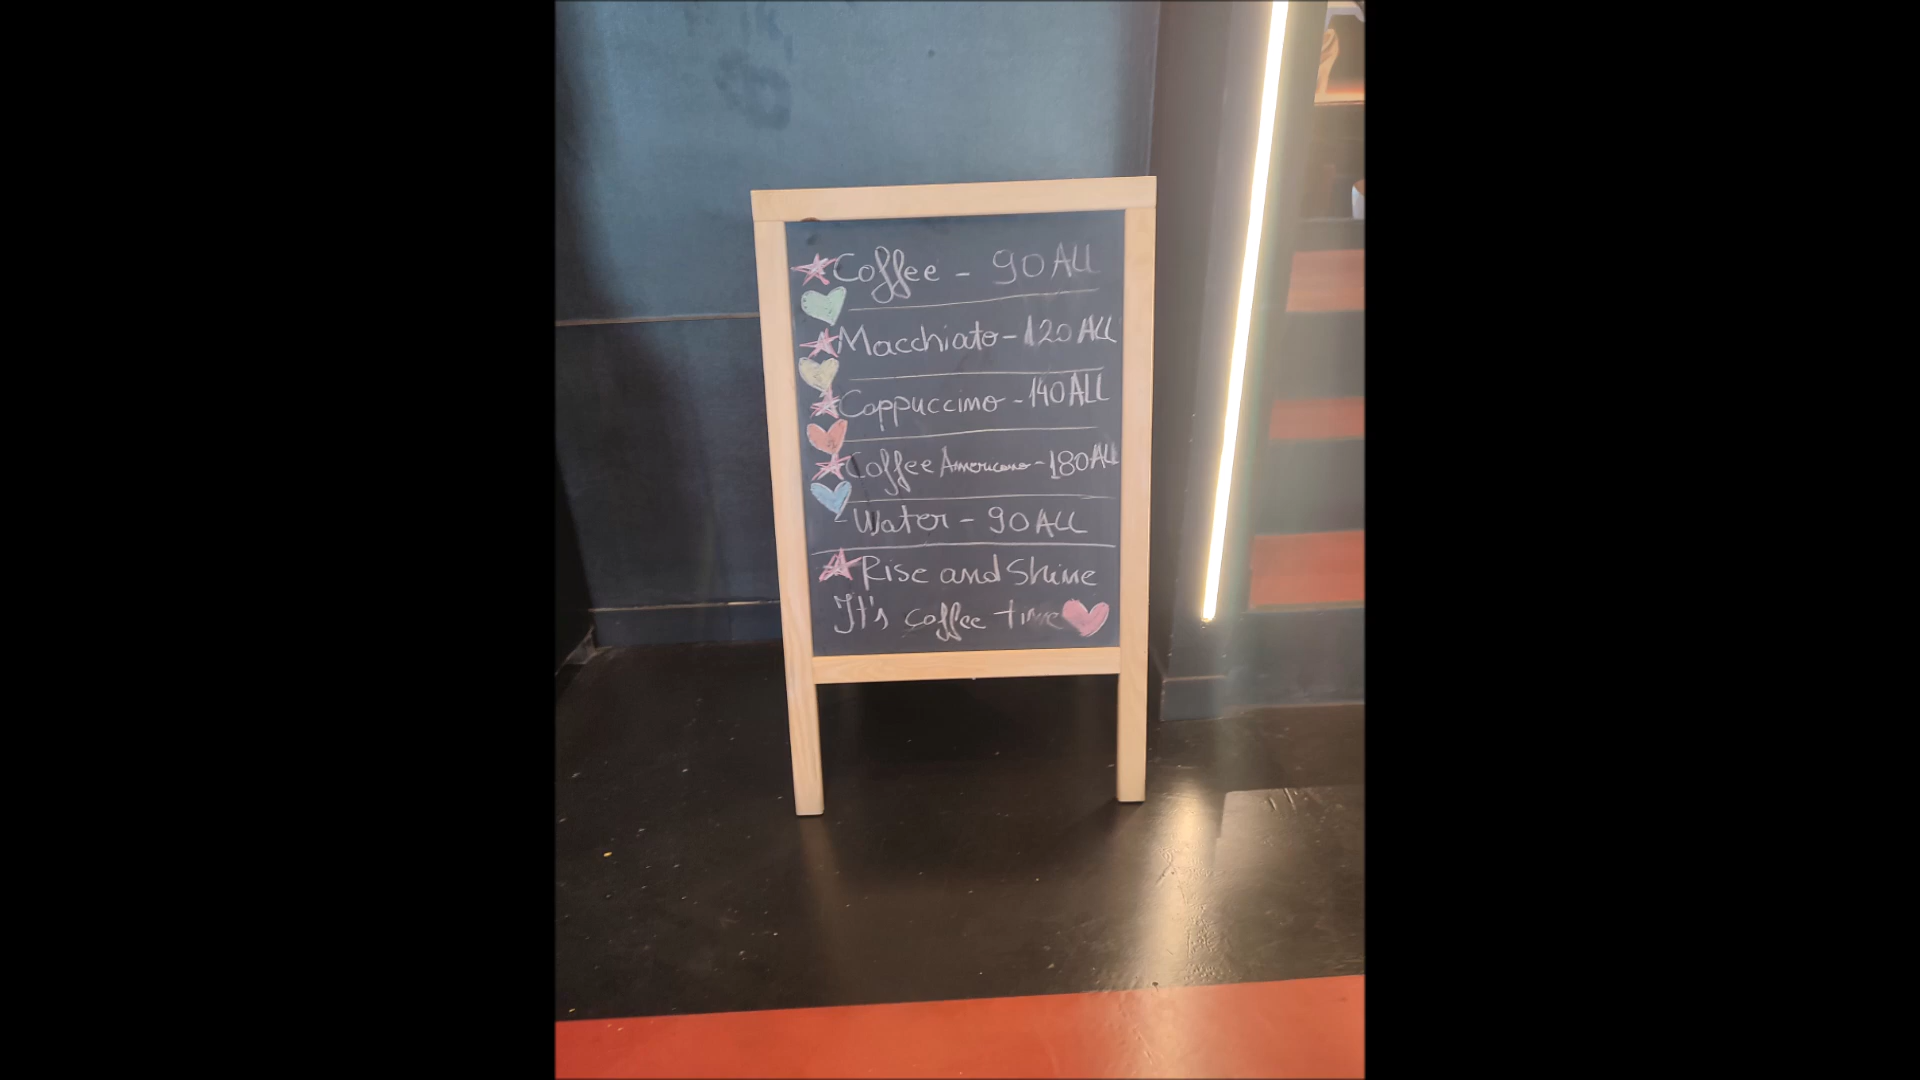 Coffee - 90 ALL
Macchiato - 120 ALL
Cappuccino - 140 ALL
Coffee Americano - 180 ALL
- Water - 90 ALL
Rise and Shine
It's coffee time